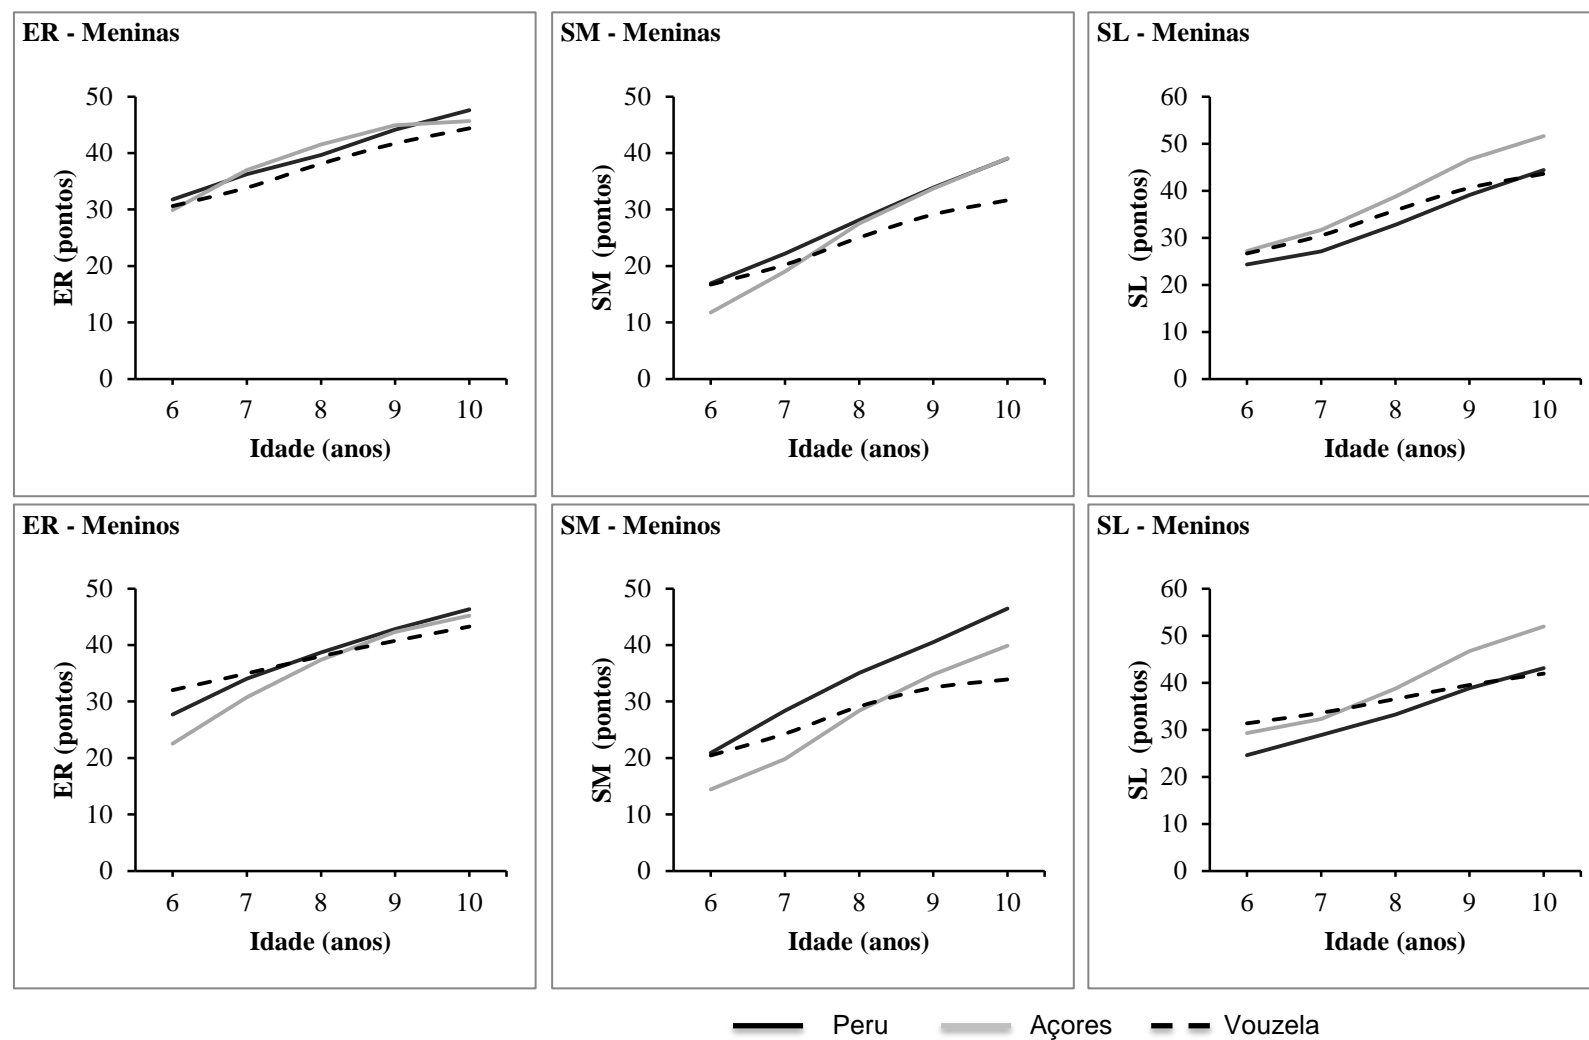 ER - Meninas
50
40
30
20
10
0
ER (pontos)
6 7 8 9 10
Idade (anos)
SM - Meninas
50
40
30
20
10
0
SM (pontos)
6 7 8 9 10
Idade (anos)
SL - Meninas
60
50
40
30
20
10
0
SL (pontos)
6 7 8 9 10
Idade (anos)
ER - Meninos
50
40
30
20
10
0
ER (pontos)
6 7 8 9 10
Idade (anos)
SM - Meninos
50
40
30
20
10
0
SM (pontos)
6 7 8 9 10
Idade (anos)
SL - Meninos
60
50
40
30
20
10
0
SL (pontos)
6 7 8 9 10
Idade (anos)
Peru Açores Vouzela